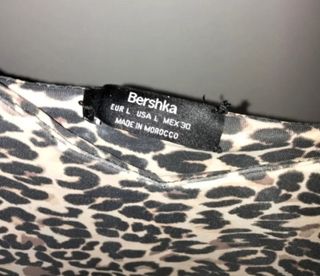 Bershka
EUR L USA L MEX 30
MADE IN MOROCCO